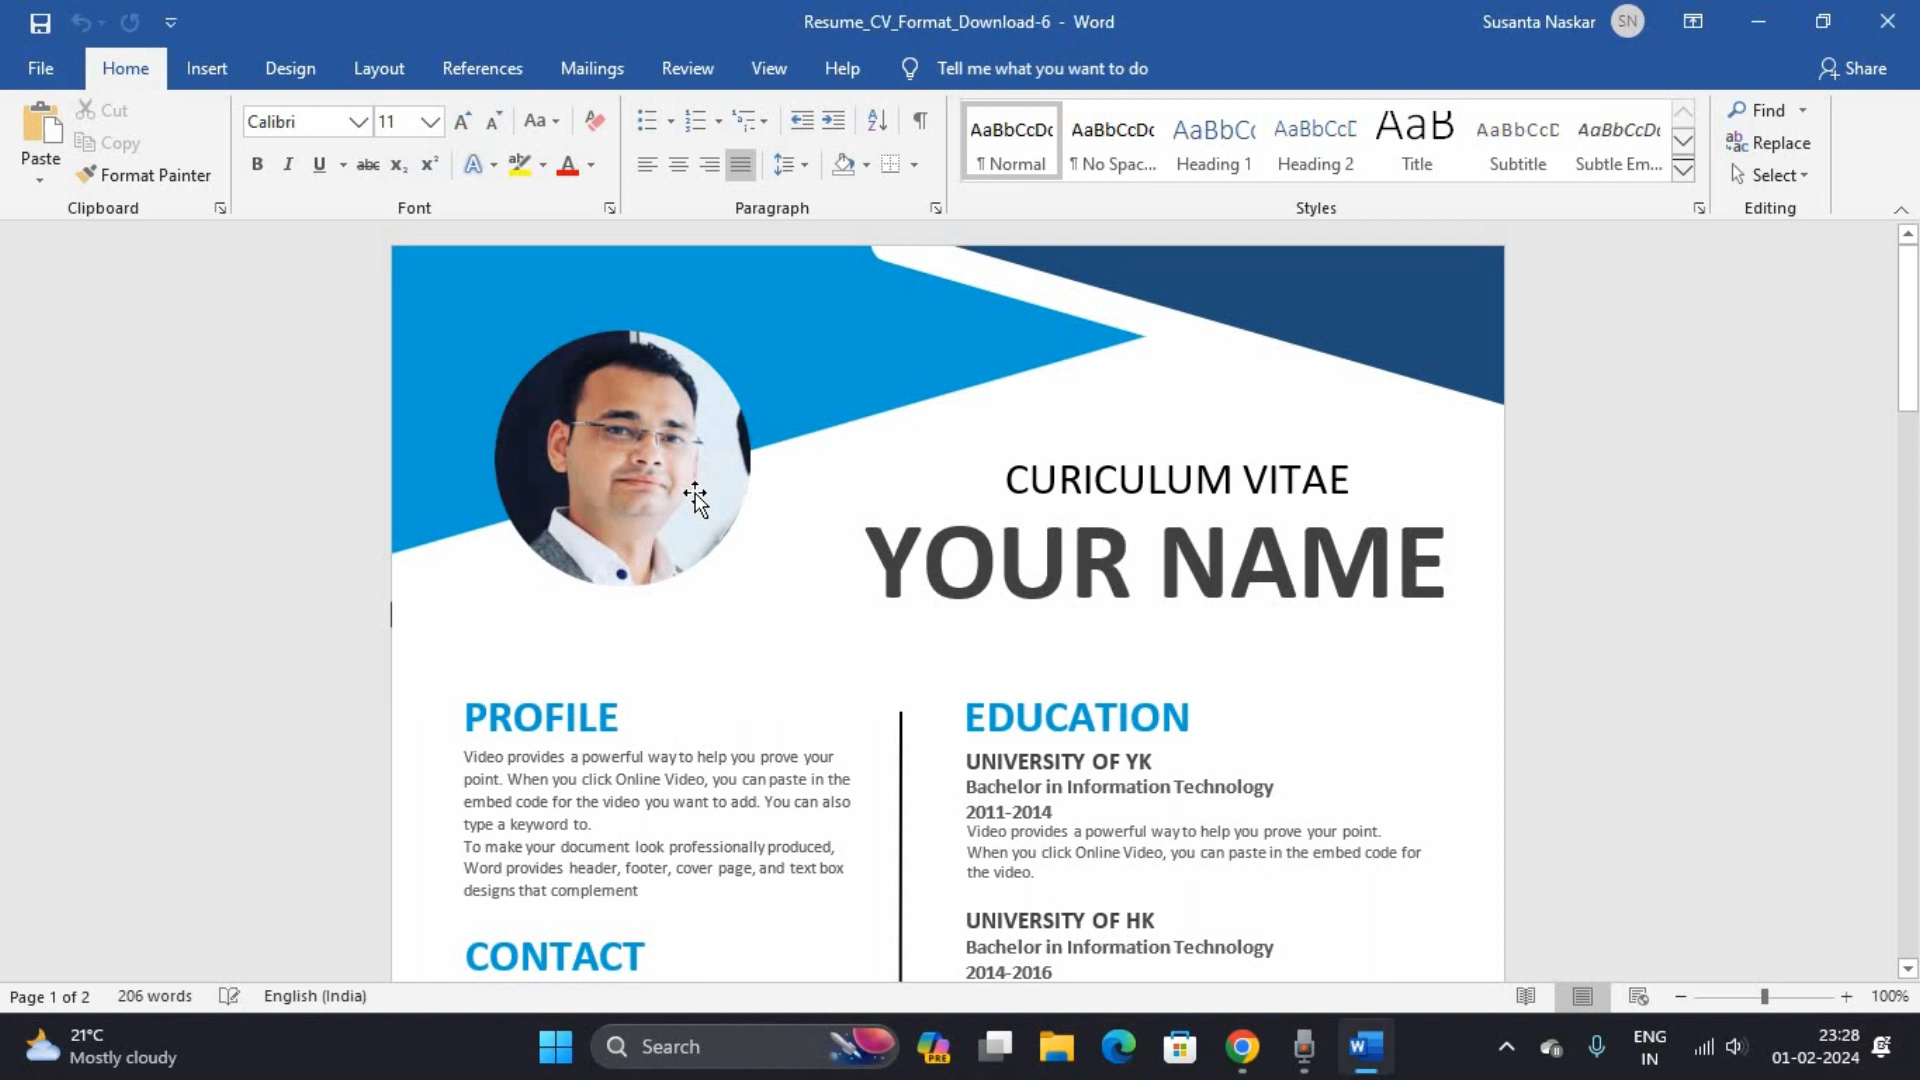 Resume_CV_Format_Download-6 - Word
Susanta Naskar SN
File Home Insert Design Layout References Mailings Review View Help Tell me what you want to do Share
Paste
Cut
Copy
Format Painter
Clipboard
Calibri 11 Aa
B I U abc x₂ x² A ab A
Font
Paragraph
AaBbCcDc AaBbCcDc AaBbC( AaBbCcD AaB AaBbCcD AaBbCcDc
¶ Normal ¶ No Spac... Heading 1 Heading 2 Title Subtitle Subtle Em...
Styles
Find
Replace
Select
Editing
CURICULUM VITAE
YOUR NAME
PROFILE
Video provides a powerful way to help you prove your
point. When you click Online Video, you can paste in the
embed code for the video you want to add. You can also
type a keyword to.
To make your document look professionally produced,
Word provides header, footer, cover page, and text box
designs that complement
CONTACT
EDUCATION
UNIVERSITY OF YK
Bachelor in Information Technology
2011-2014
Video provides a powerful way to help you prove your point.
When you click Online Video, you can paste in the embed code for
the video.
UNIVERSITY OF HK
Bachelor in Information Technology
2014-2016
Page 1 of 2 206 words English (India) 100%
21°C
Mostly cloudy
Search
PRE
W
ENG
IN
23:28
01-02-2024